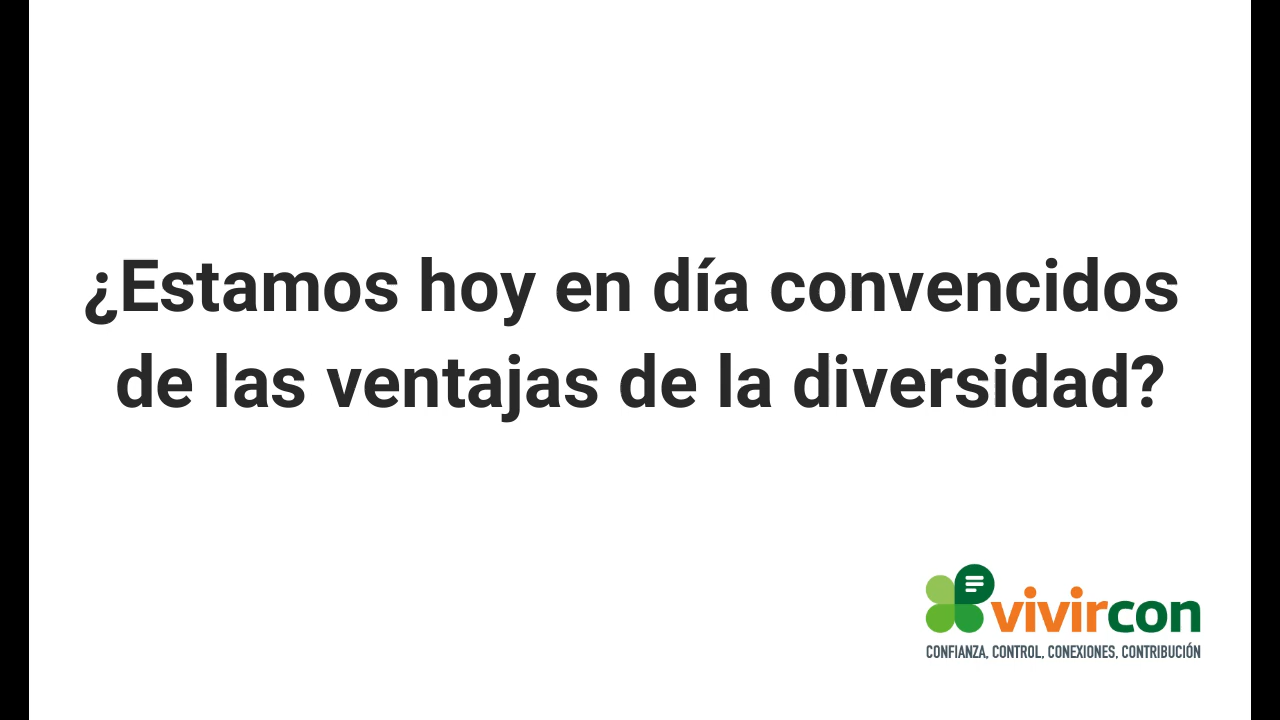 ¿Estamos hoy en día convencidos
de las ventajas de la diversidad?
vivircon
CONFIANZA, CONTROL, CONEXIONES, CONTRIBUCIÓN